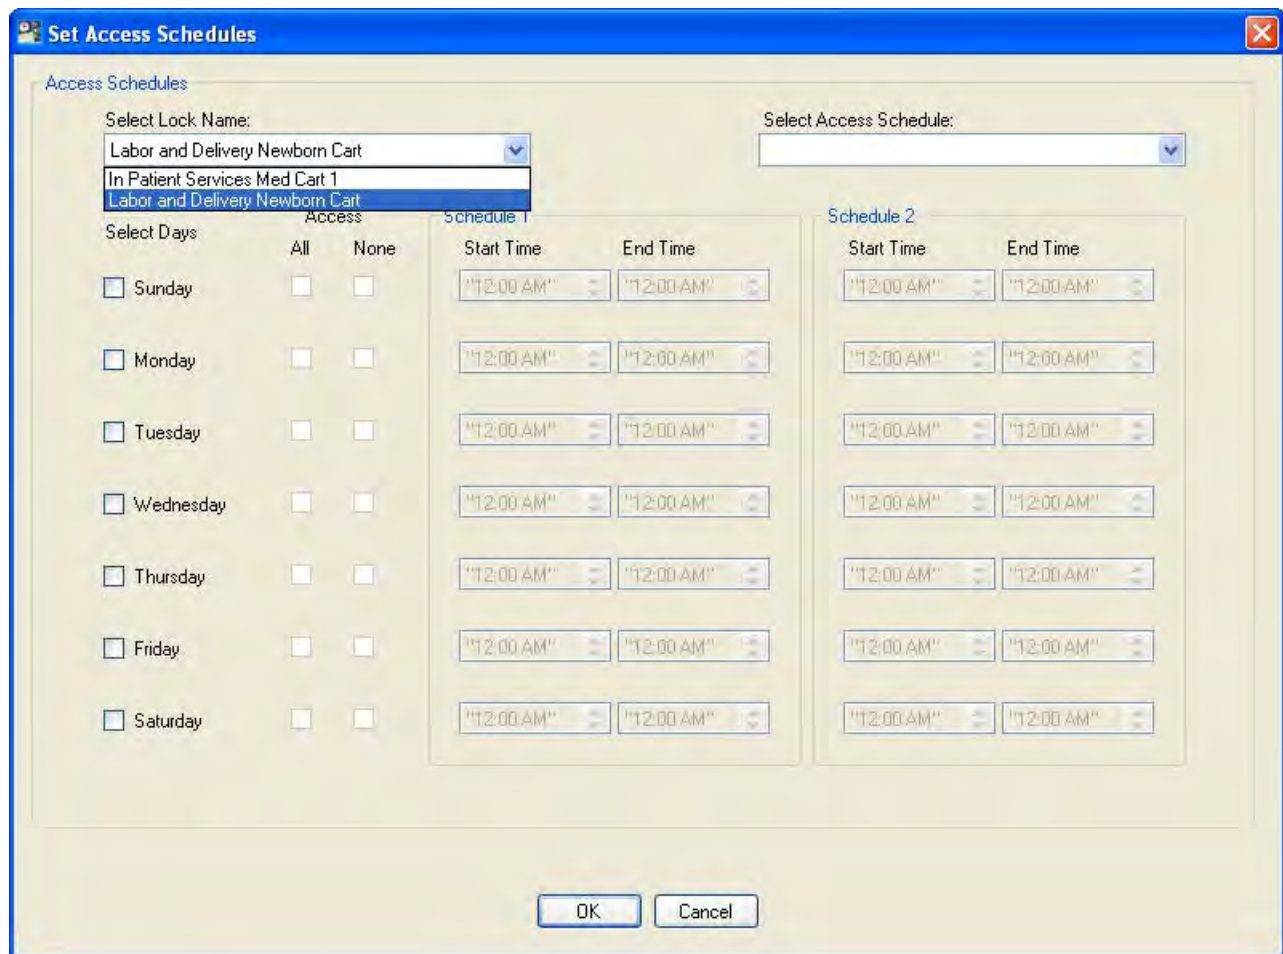 Set Access Schedules
Access Schedules
Select Lock Name:
Select Access Schedule:
Labor and Delivery Newborn Cart
In Patient Services Med Cart 1
Labor and Delivery Newborn Cart
Access
Schedule 1
Schedule 2
Select Days
All None Start Time End Time Start Time End Time
Sunday "12:00 AM" "12:00 AM" "12:00 AM" "12:00 AM"
Monday "12:00 AM" "12:00 AM" "12:00 AM" "12:00 AM"
Tuesday "12:00 AM" "12:00 AM" "12:00 AM" "12:00 AM"
Wednesday "12:00 AM" "12:00 AM" "12:00 AM" "12:00 AM"
Thursday "12:00 AM" "12:00 AM" "12:00 AM" "12:00 AM"
Friday "12:00 AM" "12:00 AM" "12:00 AM" "12:00 AM"
Saturday "12:00 AM" "12:00 AM" "12:00 AM" "12:00 AM"
OK Cancel